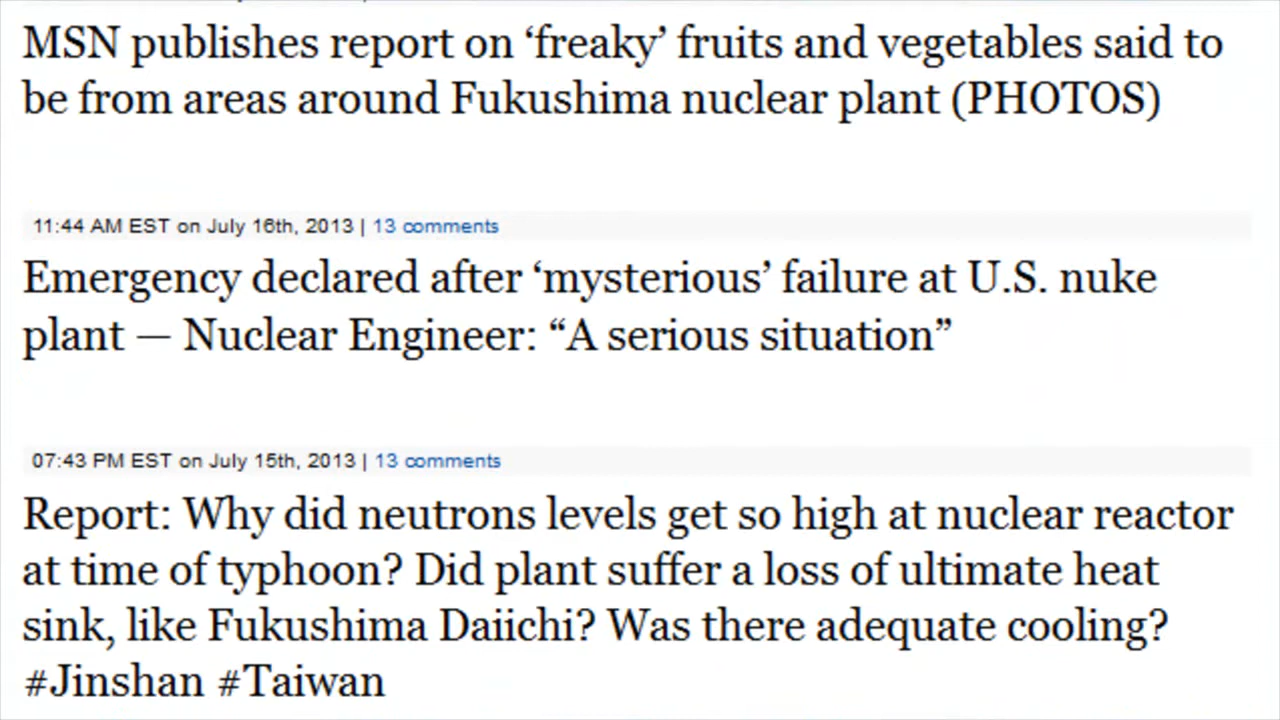 MSN publishes report on ‘freaky’ fruits and vegetables said to
be from areas around Fukushima nuclear plant (PHOTOS)
11:44 AM EST on July 16th, 2013 | 13 comments
Emergency declared after ‘mysterious’ failure at U.S. nuke
plant — Nuclear Engineer: “A serious situation”
07:43 PM EST on July 15th, 2013 | 13 comments
Report: Why did neutrons levels get so high at nuclear reactor
at time of typhoon? Did plant suffer a loss of ultimate heat
sink, like Fukushima Daiichi? Was there adequate cooling?
#Jinshan #Taiwan